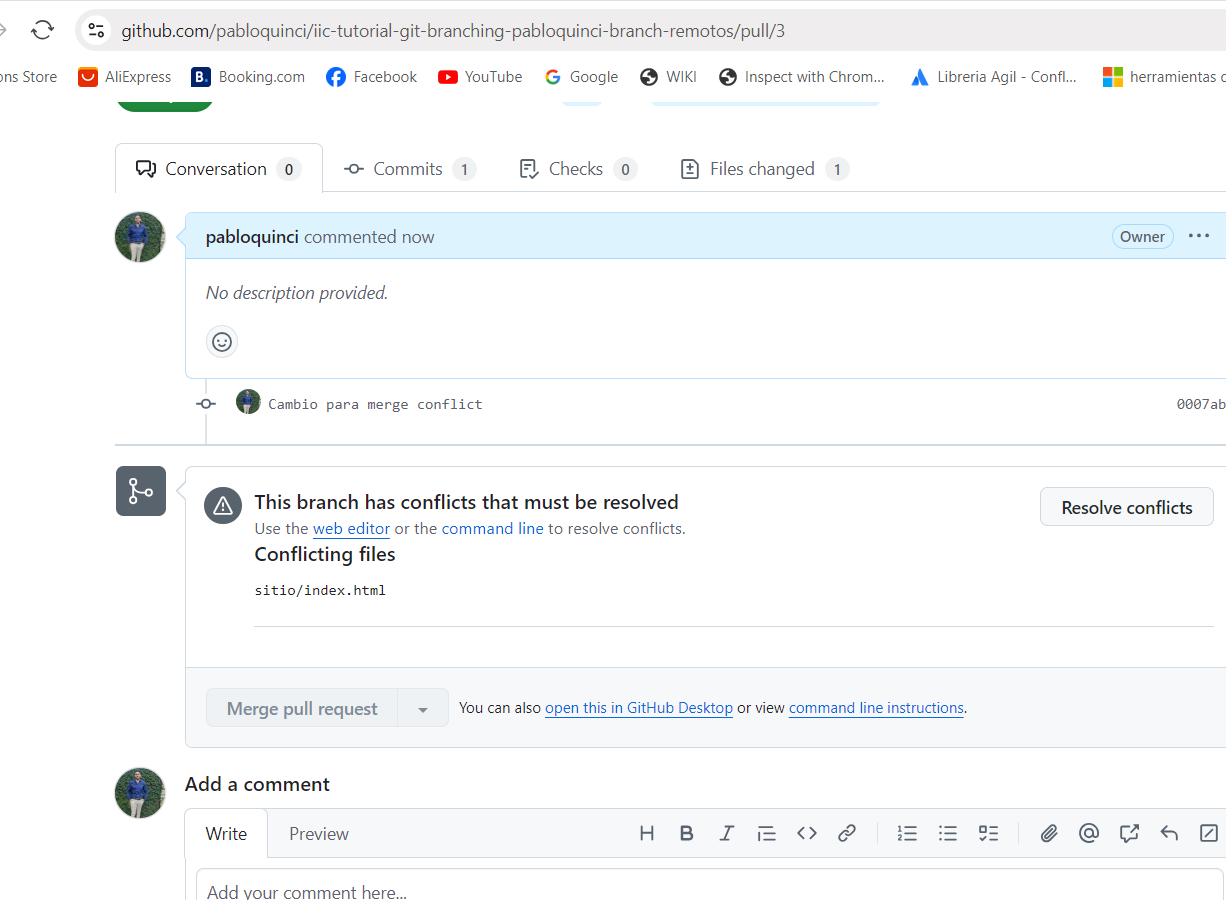 github.com/pabloquinci/iic-tutorial-git-branching-pabloquinci-branch-remotos/pull/3
ons Store AliExpress Booking.com Facebook YouTube Google WIKI Inspect with Chrom... Libreria Agil - Confl... herramientas
Conversation 0 Commits 1 Checks 0 Files changed 1
pabloquinci commented now Owner
No description provided.
Cambio para merge conflict 0007ab
This branch has conflicts that must be resolved
Resolve conflicts
Use the web editor or the command line to resolve conflicts.
Conflicting files
sitio/index.html
Merge pull request You can also open this in GitHub Desktop or view command line instructions.
Add a comment
Write Preview
Add your comment here...